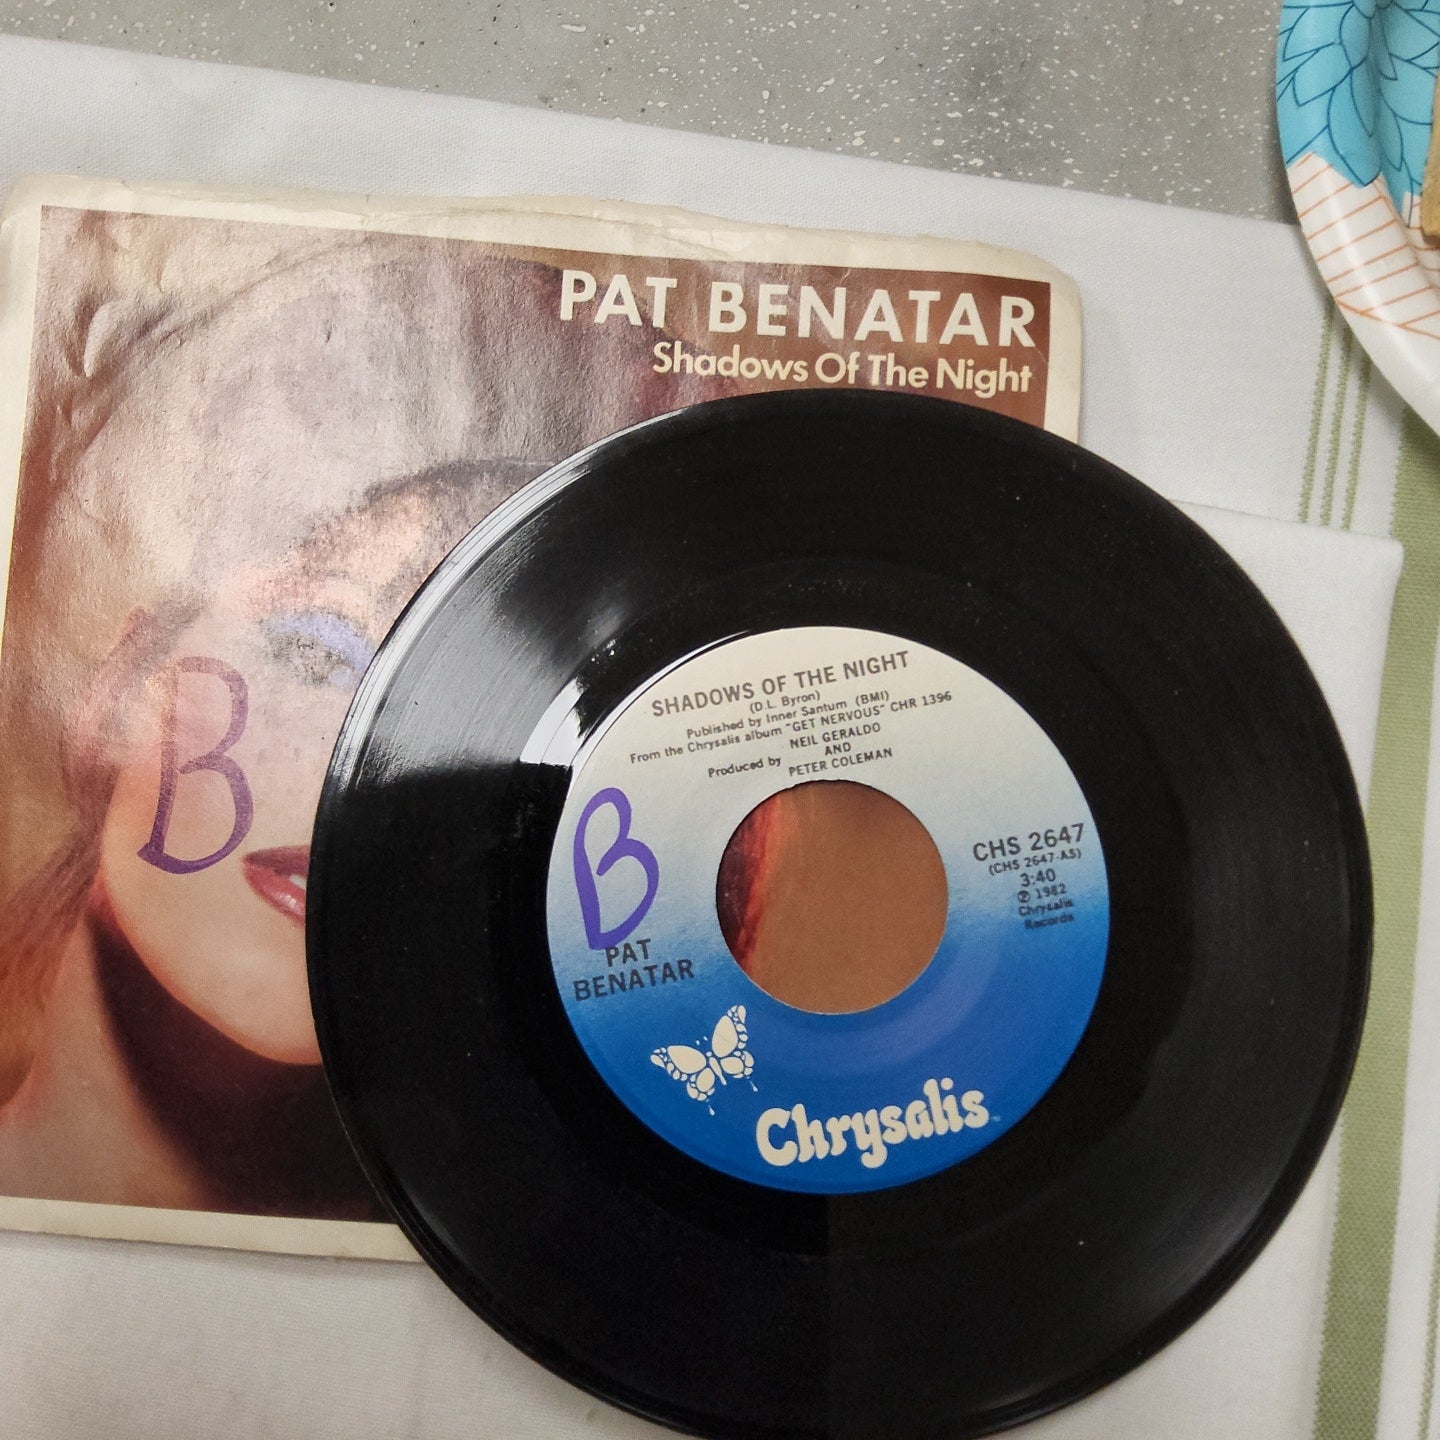 PAT BENATAR
Shadows Of The Night
B
SHADOWS OF THE NIGHT
(D.L. Byron)
Published by Inner Santum (BMI)
From the Chrysalis album "GET NERVOUS" CHR 1396
Produced by NEIL GERALDO
AND
PETER COLEMAN
B
PAT
BENATAR
CHS 2647
(CHS 2647-AS)
3:40
℗ 1982
Chrysalis
Records
Chrysalis